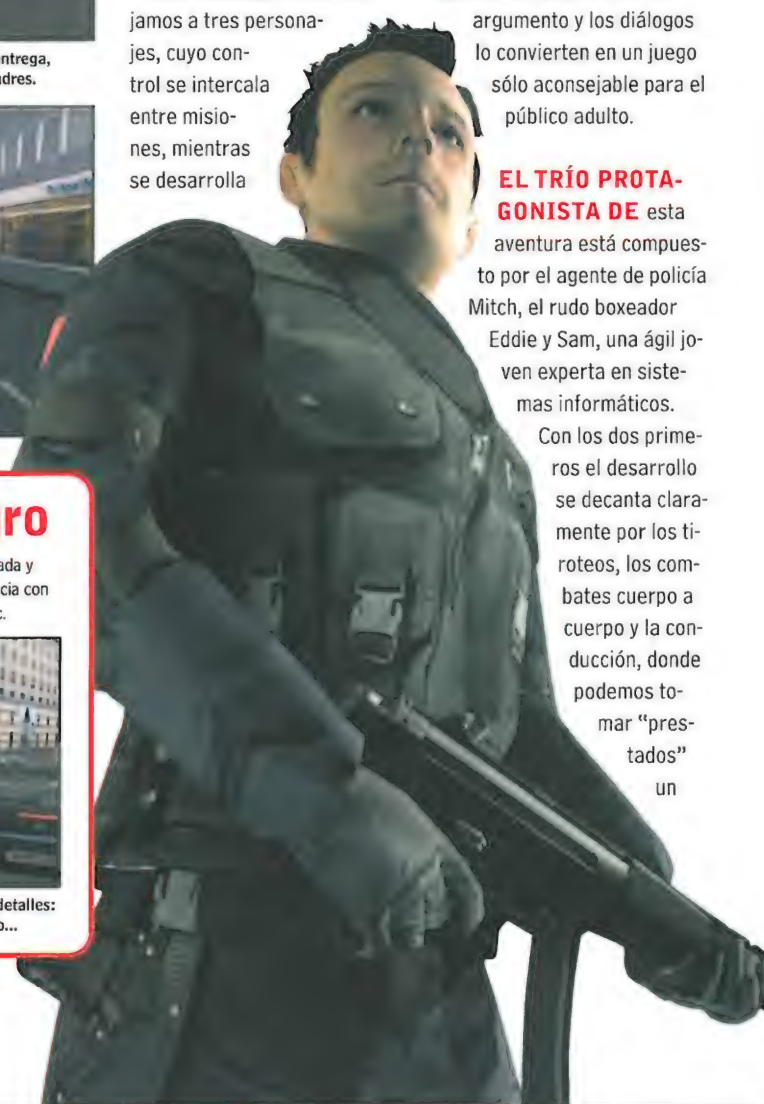 ntrega,
dres.
ro
ada y
cia con
detalles:
o...
jamos a tres persona-
jes, cuyo con-
trol se intercala
entre misio-
nes, mientras
se desarrolla
argumento y los diálogos
lo convierten en un juego
sólo aconsejable para el
público adulto.
EL TRÍO PROTA-
GONISTA DE esta
aventura está compues-
to por el agente de policía
Mitch, el rudo boxeador
Eddie y Sam, una ágil jo-
ven experta en siste-
mas informáticos.
Con los dos prime-
ros el desarrollo
se decanta clara-
mente por los ti-
roteos, los com-
bates cuerpo a
cuerpo y la con-
ducción, donde
podemos to-
mar "pres-
tados"
un